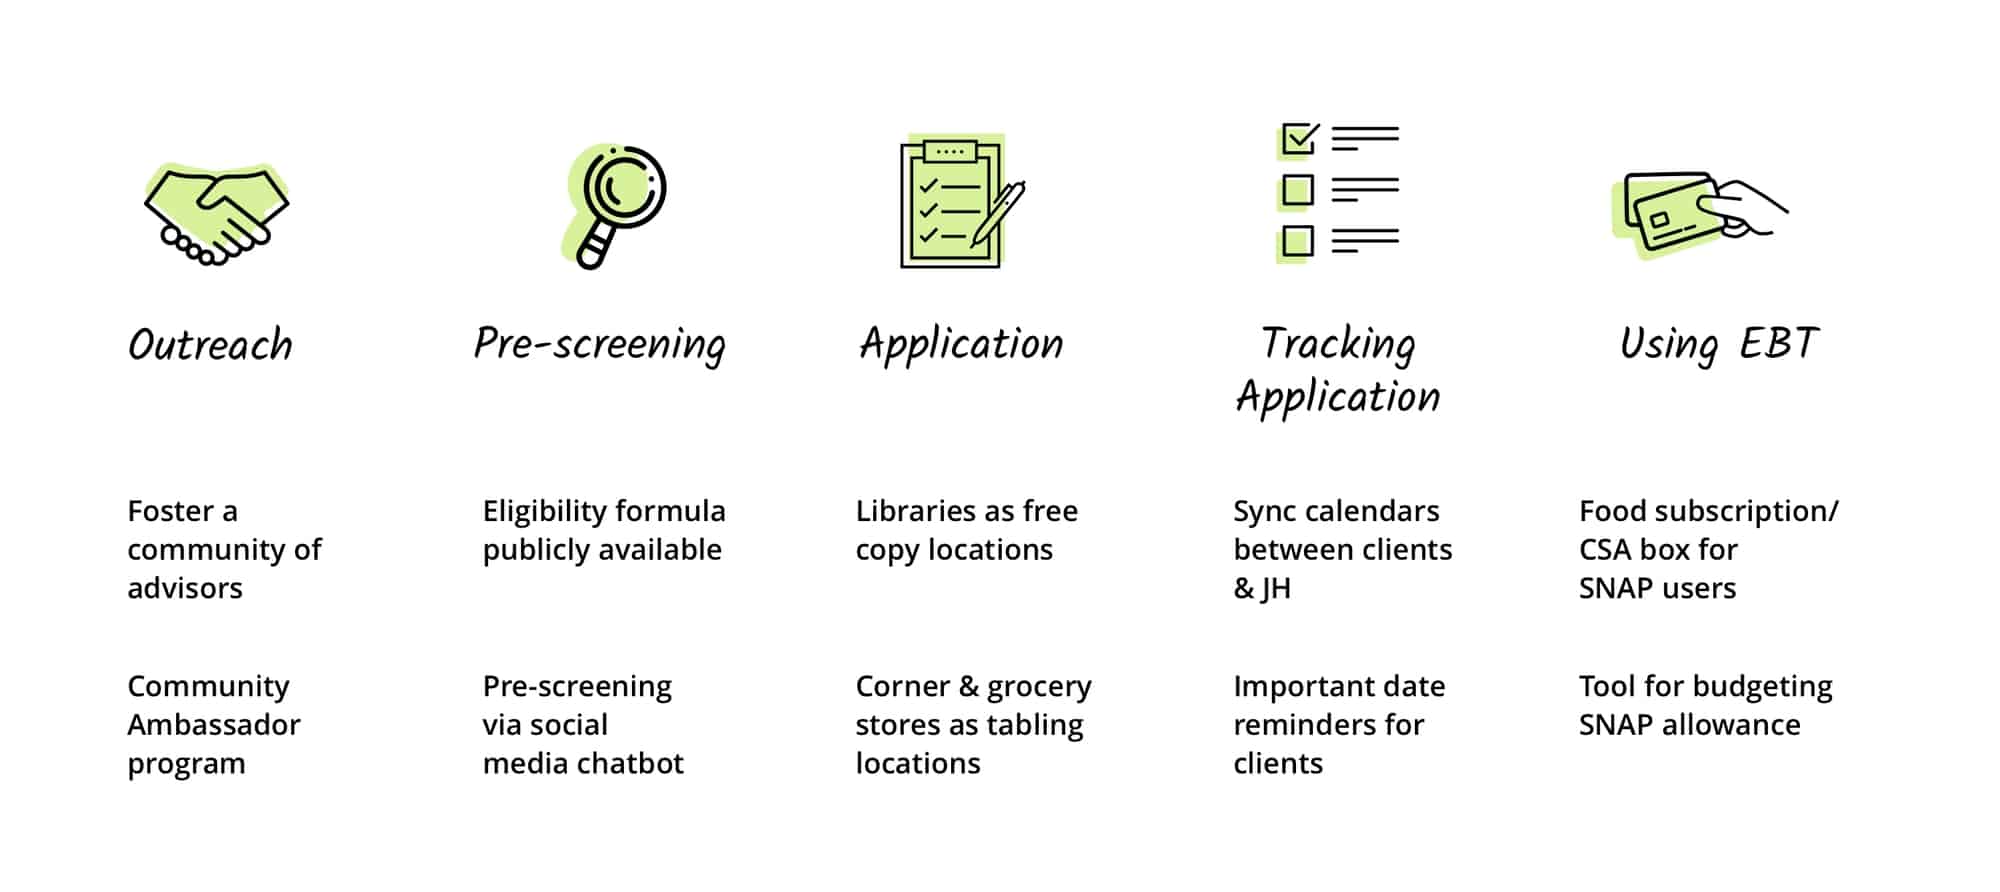 Outreach
Pre-screening
Application
Tracking
Application
Using EBT
Foster a
community of
advisors
Eligibility formula
publicly available
Libraries as free
copy locations
Sync calendars
between clients
& JH
Food subscription/
CSA box for
SNAP users
Community
Ambassador
program
Pre-screening
via social
media chatbot
Corner & grocery
stores as tabling
locations
Important date
reminders for
clients
Tool for budgeting
SNAP allowance